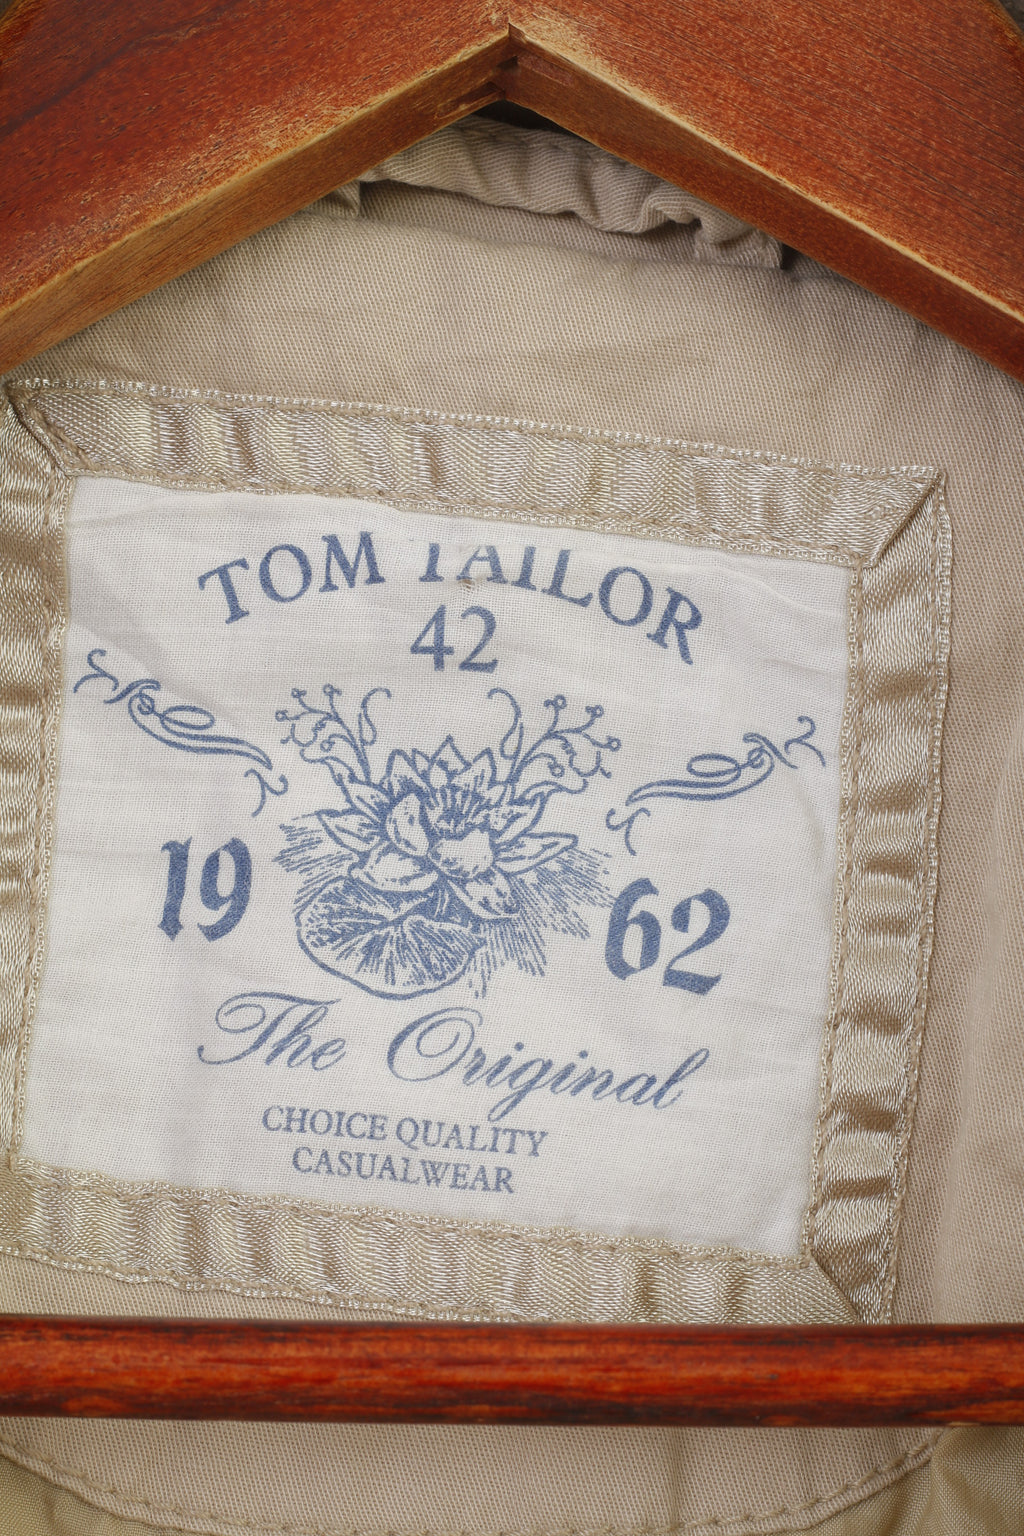 TOM TAILOR
42
19 62
The Original
CHOICE QUALITY
CASUALWEAR